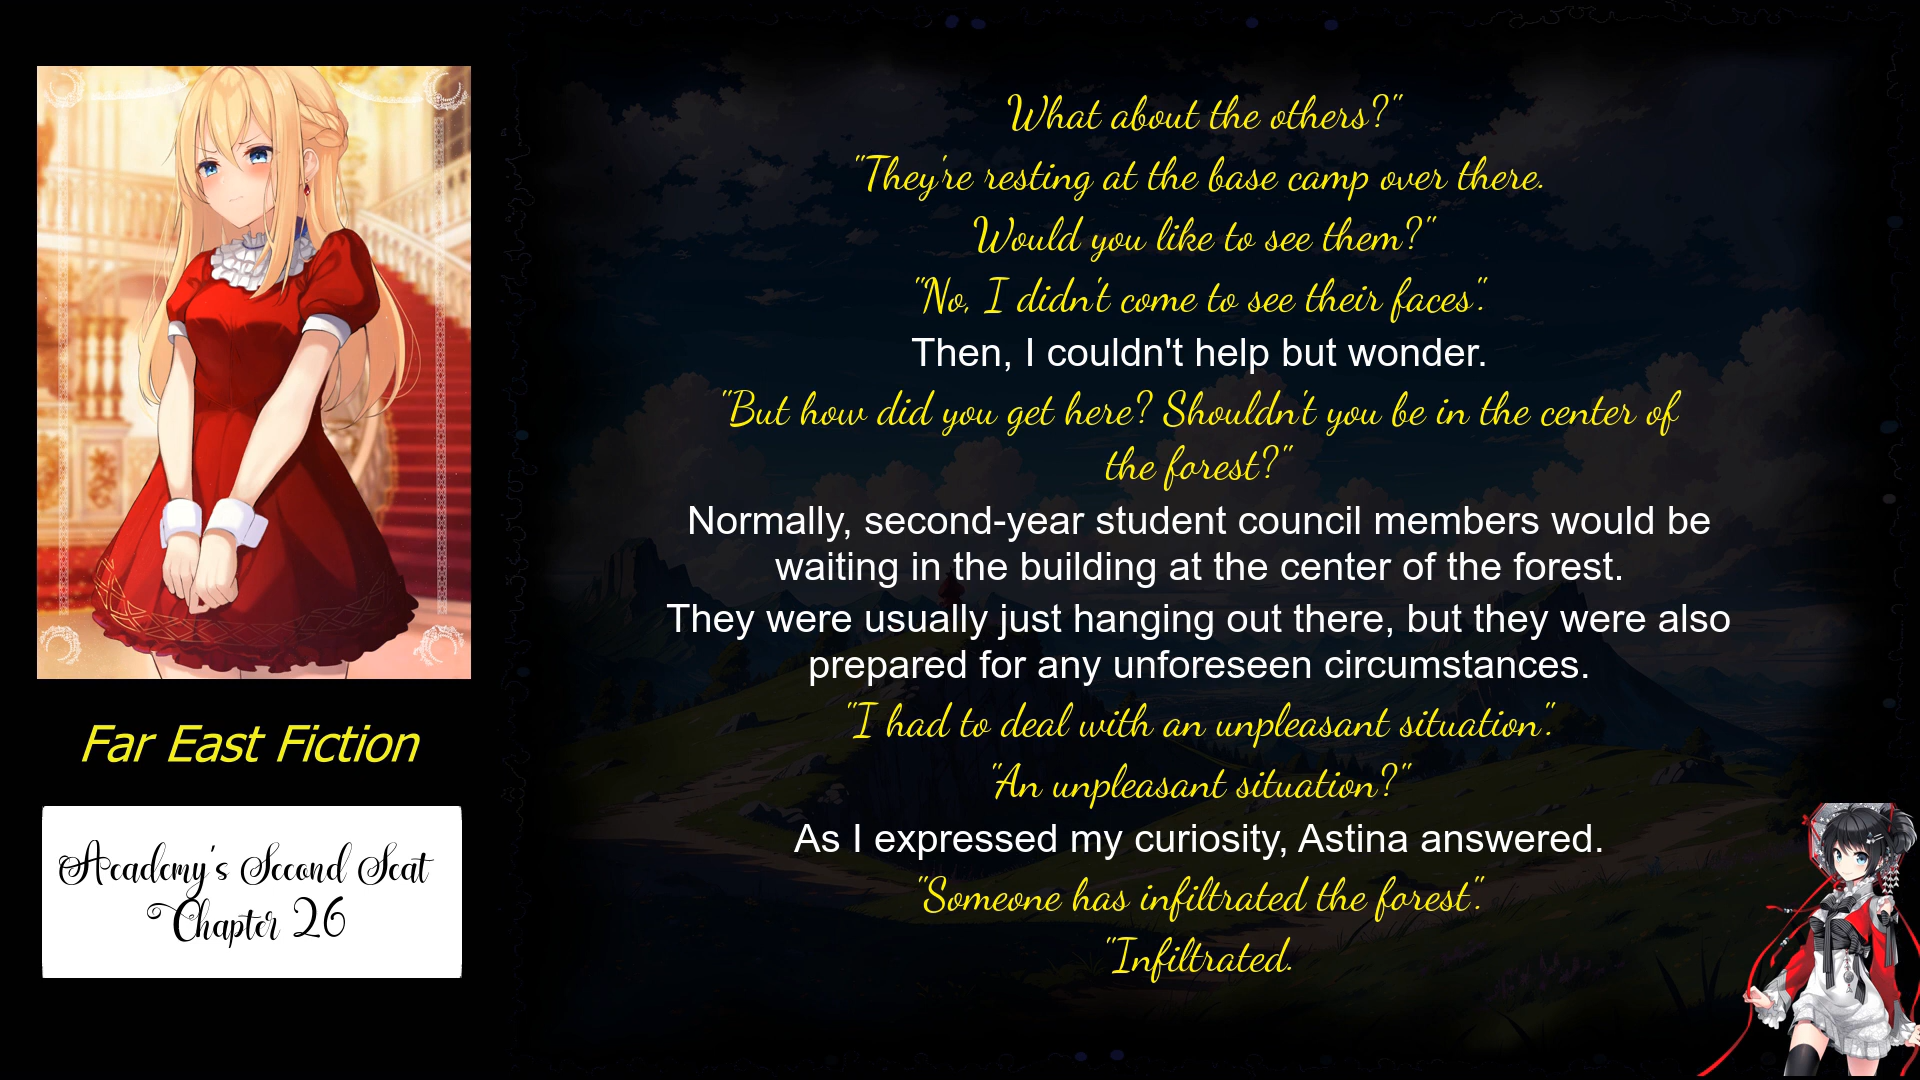 What about the others?"
"They're resting at the base camp over there.
Would you like to see them?"
"No, I didn't come to see their faces".
Then, I couldn't help but wonder.
"But how did you get here? Shouldn't you be in the center of
the forest?"
Normally, second-year student council members would be
waiting in the building at the center of the forest.
They were usually just hanging out there, but they were also
prepared for any unforeseen circumstances.
"I had to deal with an unpleasant situation".
"An unpleasant situation?"
As I expressed my curiosity, Astina answered.
"Someone has infiltrated the forest".
"Infiltrated.
Far East Fiction
Academy's Second Seat
Chapter 26